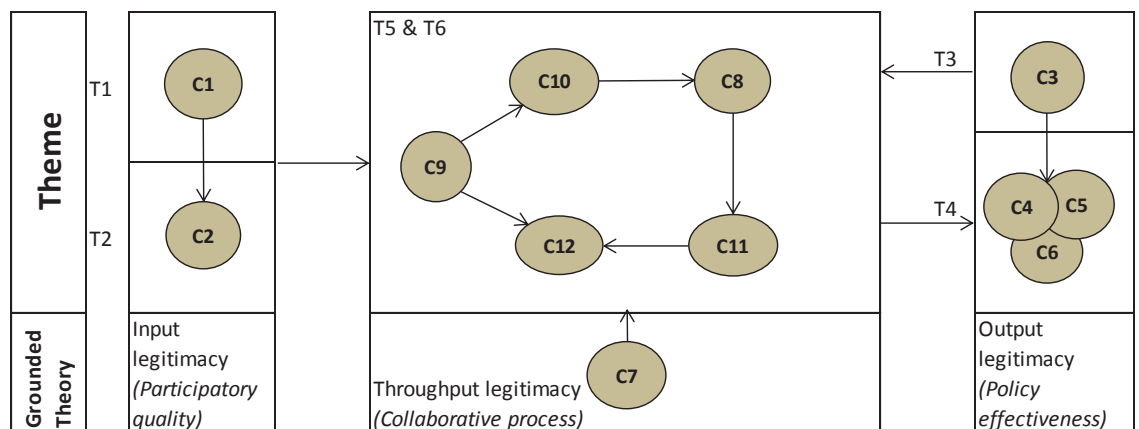 Theme
Grounded
Theory
T1
T2
C1
C2
Input
legitimacy
(Participatory
quality)
T5 & T6
C10
C8
C9
C12
C11
C7
Throughput legitimacy
(Collaborative process)
T3
T4
C3
C4
C5
C6
Output
legitimacy
(Policy
effectiveness)